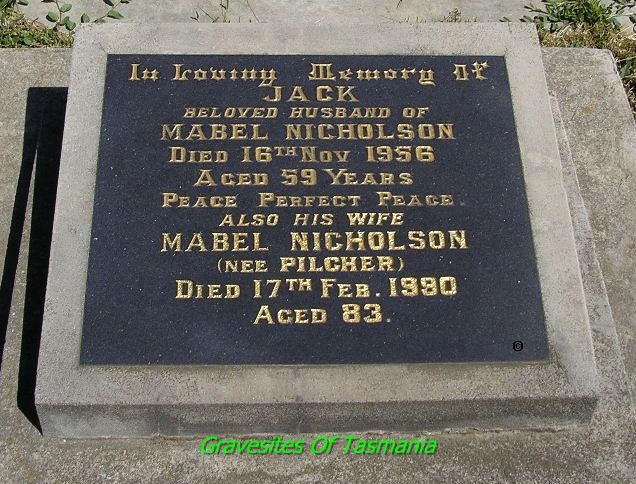 In Loving Memory Of
JACK
BELOVED HUSBAND OF
MABEL NICHOLSON
DIED 16TH NOV 1956
AGED 59 YEARS
PEACE PERFECT PEACE.
ALSO HIS WIFE
MABEL NICHOLSON
(NEE PILCHER)
DIED 17TH FEB. 1990
AGED 83.
©
Gravesites Of Tasmania